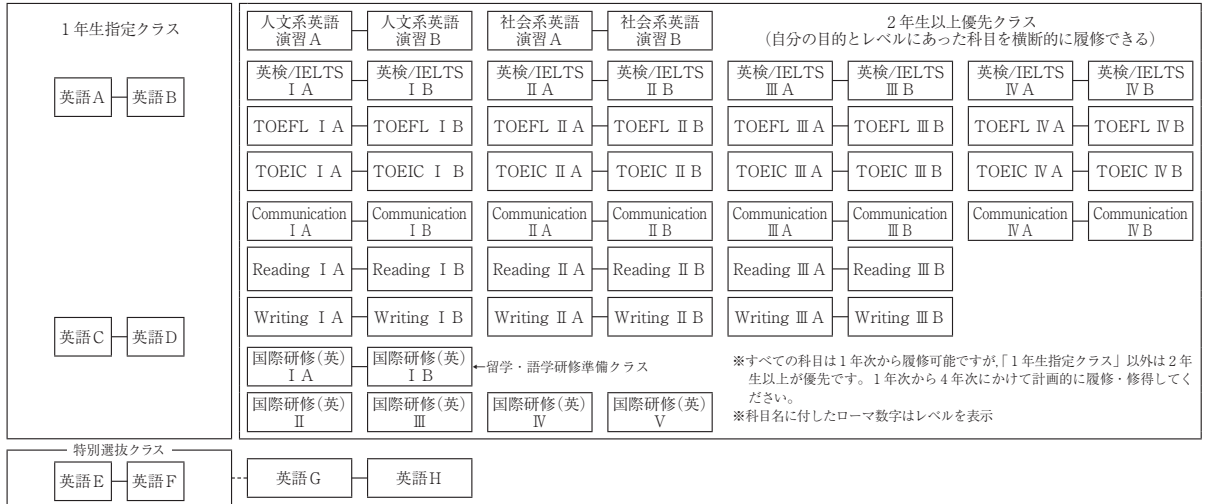 1年生指定クラス
英語A 英語B
英語C 英語D
2年生以上優先クラス
(自分の目的とレベルにあった科目を横断的に履修できる)
人文系英語
演習A
人文系英語
演習B
社会系英語
演習A
社会系英語
演習B
英検/IELTS
ⅠA
英検/IELTS
ⅠB
英検/IELTS
ⅡA
英検/IELTS
ⅡB
英検/IELTS
ⅢA
英検/IELTS
ⅢB
英検/IELTS
ⅣA
英検/IELTS
ⅣB
TOEFL ⅠA TOEFL ⅠB TOEFL ⅡA TOEFL ⅡB TOEFL ⅢA TOEFL ⅢB TOEFL ⅣA TOEFL ⅣB
TOEIC ⅠA TOEIC Ⅰ B TOEIC ⅡA TOEIC ⅡB TOEIC ⅢA TOEIC ⅢB TOEIC ⅣA TOEIC ⅣB
Communication
ⅠA
Communication
ⅠB
Communication
ⅡA
Communication
ⅡB
Communication
ⅢA
Communication
ⅢB
Communication
ⅣA
Communication
ⅣB
Reading ⅠA Reading ⅠB Reading ⅡA Reading ⅡB Reading ⅢA Reading ⅢB
Writing ⅠA Writing ⅠB Writing ⅡA Writing ⅡB Writing ⅢA Writing ⅢB
国際研修(英)
ⅠA
国際研修(英)
ⅠB
←留学・語学研修準備クラス
国際研修(英)
Ⅱ
国際研修(英)
Ⅲ
国際研修(英)
Ⅳ
国際研修(英)
Ⅴ
※すべての科目は1年次から履修可能ですが,「1年生指定クラス」以外は2年
生以上が優先です。1年次から4年次にかけて計画的に履修・修得してく
ださい。
※科目名に付したローマ数字はレベルを表示
特別選抜クラス
英語E 英語F 英語G 英語H